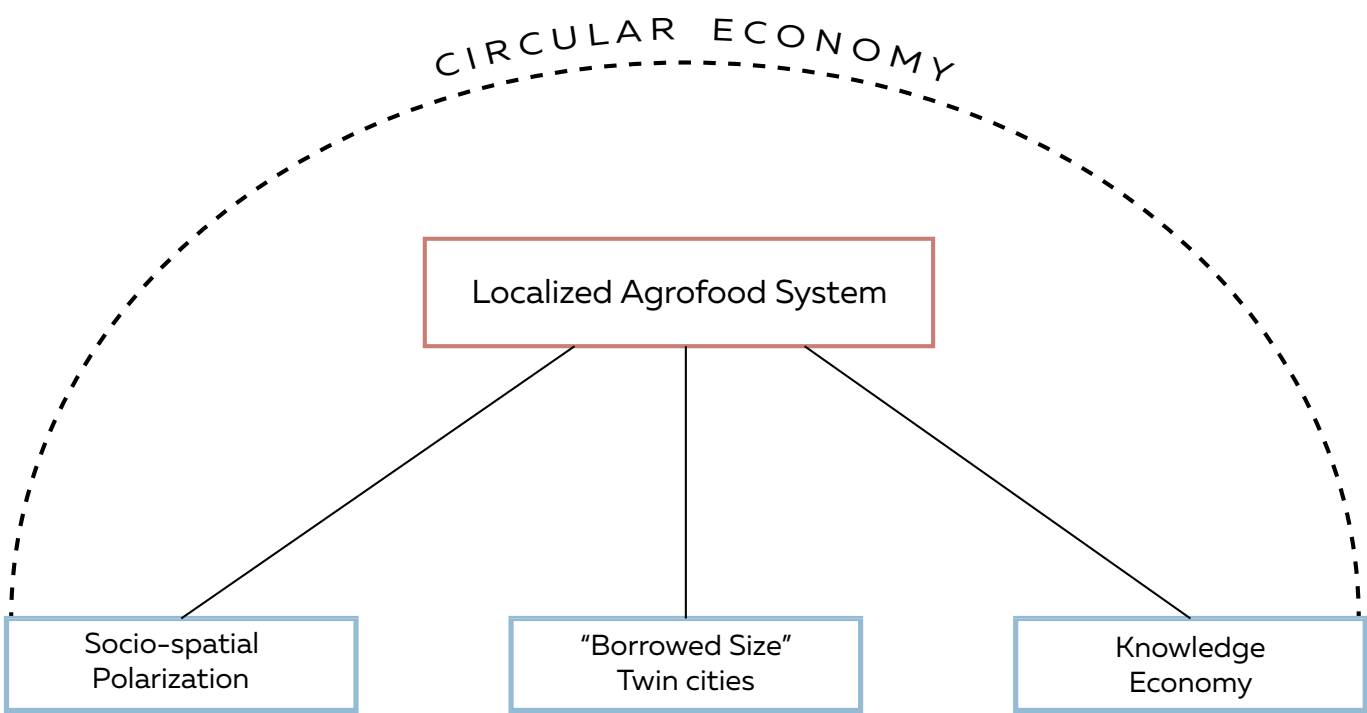 CIRCULAR ECONOMY
Localized Agrofood System
Socio-spatial
Polarization
“Borrowed Size”
Twin cities
Knowledge
Economy